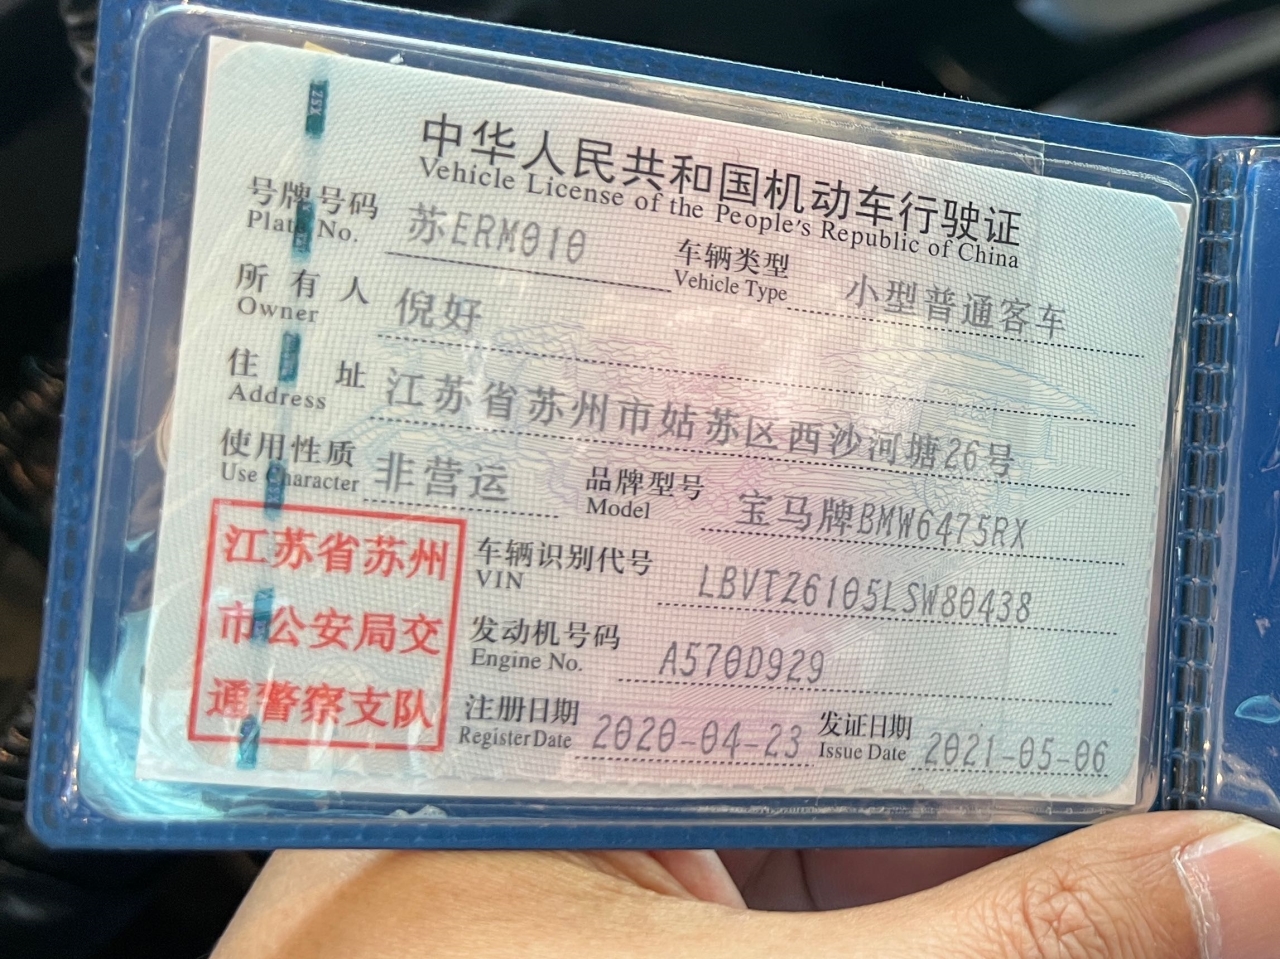 中华人民共和国机动车行驶证
Vehicle License of the People's Republic of China
号牌号码 苏ERM010 车辆类型 小型普通客车
Plate No. Vehicle Type
所有人 倪好
Owner
住址 江苏省苏州市姑苏区西沙河塘26号
Address
使用性质 非营运 品牌型号 宝马牌BMW6475RX
Use Character Model
江苏省苏州
市公安局交
通警察支队
车辆识别代号 LBVTZ6105LSW80438
VIN
发动机号码 A570D929
Engine No.
注册日期 2020-04-23 发证日期 2021-05-06
Register Date Issue Date